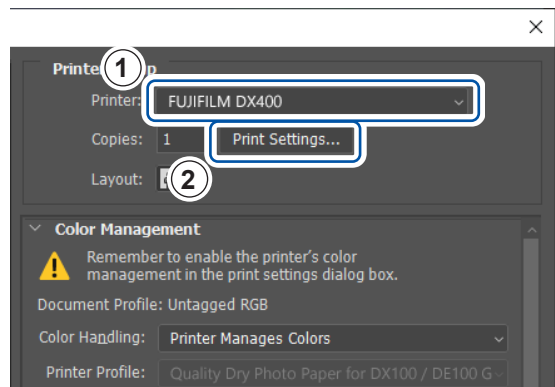 Printer
Printer: FUJIFILM DX400
Copies: 1 Print Settings...
Layout:
Color Management
Remember to enable the printer's color
management in the print settings dialog box.
Document Profile: Untagged RGB
Color Handling: Printer Manages Colors
Printer Profile: Quality Dry Photo Paper for DX100 / DE100 G
1
2